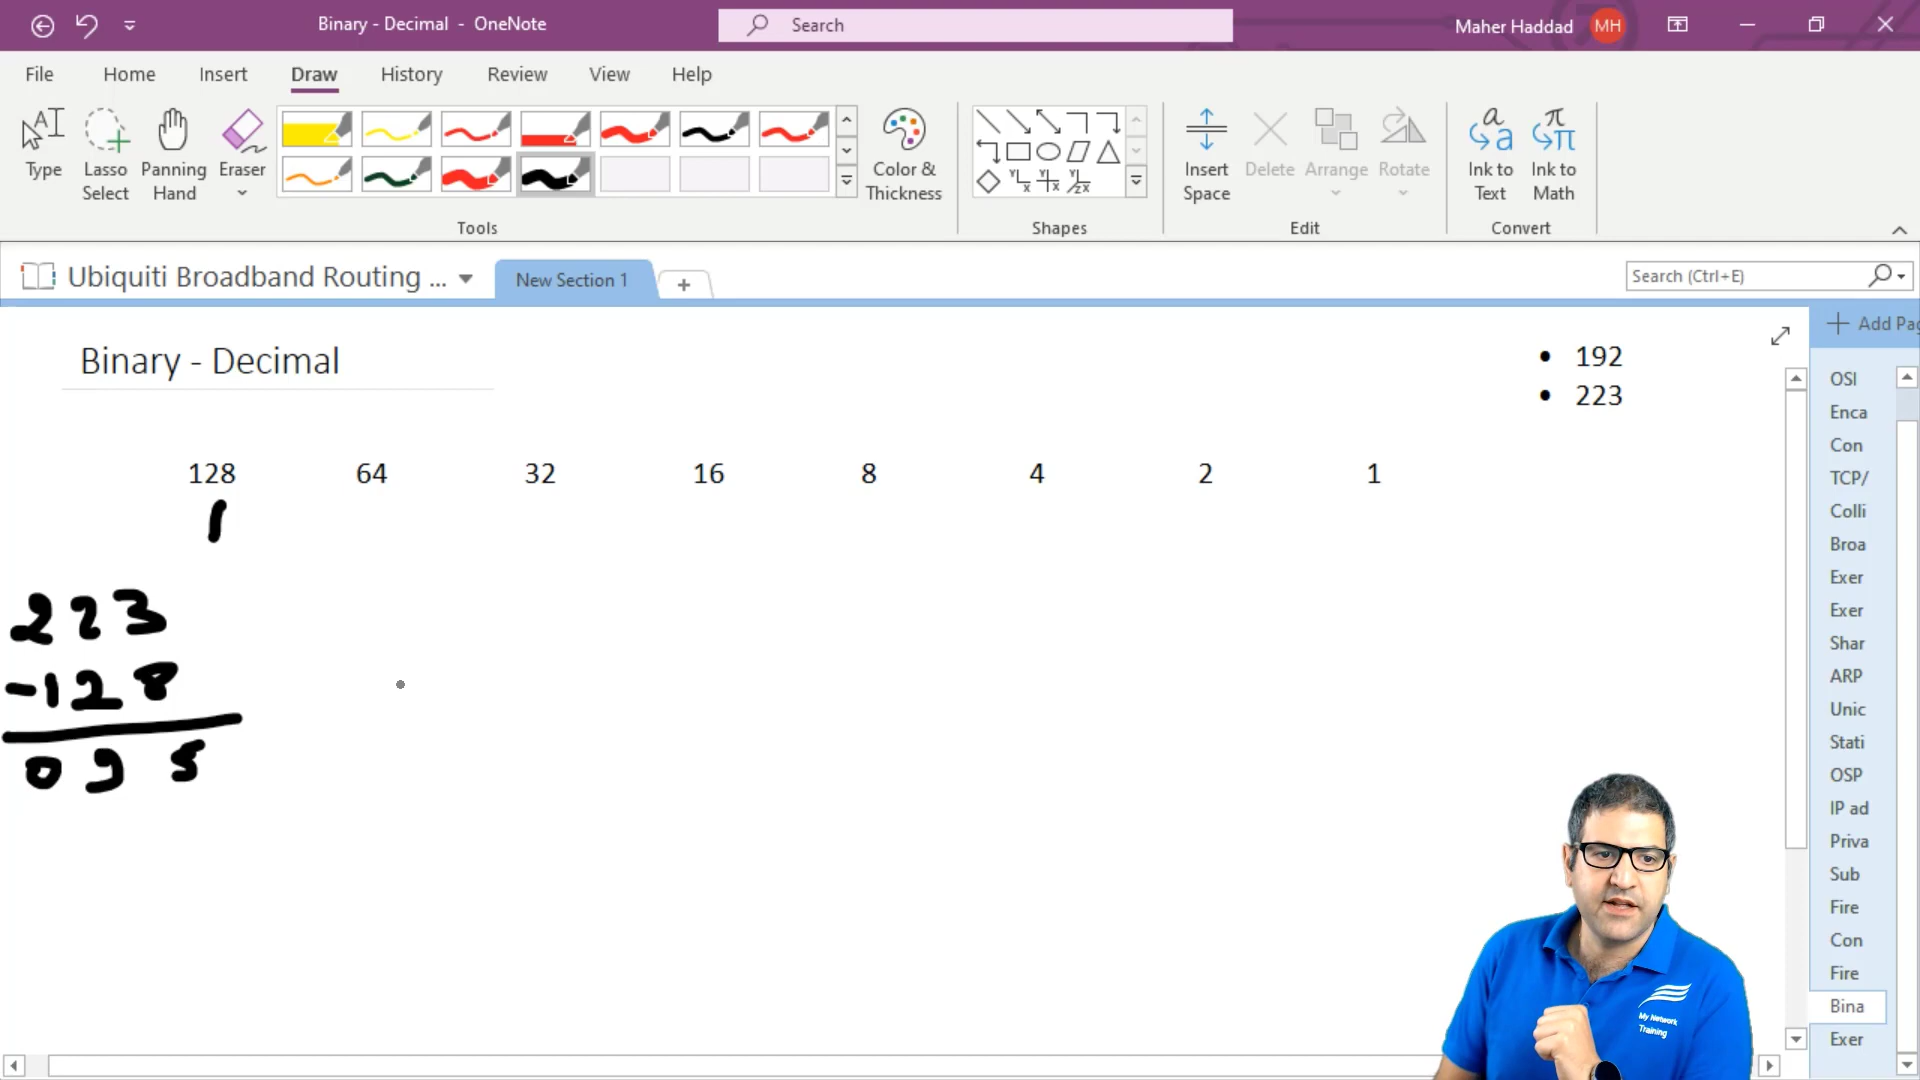 Binary - Decimal - OneNote
Search
Maher Haddad
MH
File Home Insert Draw History Review View Help
Type
Lasso Select
Panning Hand
Eraser
Color & Thickness
Insert Space
Delete
Arrange
Rotate
Ink to Text
Ink to Math
Tools
Shapes
Edit
Convert
Ubiquiti Broadband Routing ...
New Section 1
Search (Ctrl+E)
Binary - Decimal
• 192
• 223
128 64 32 16 8 4 2 1
1
223
-128
095
My Network Training
Add Pag
OSI
Enca
Con
TCP/
Colli
Broa
Exer
Exer
Shar
ARP
Unic
Stati
OSP
IP ad
Priva
Sub
Fire
Con
Fire
Bina
Exer